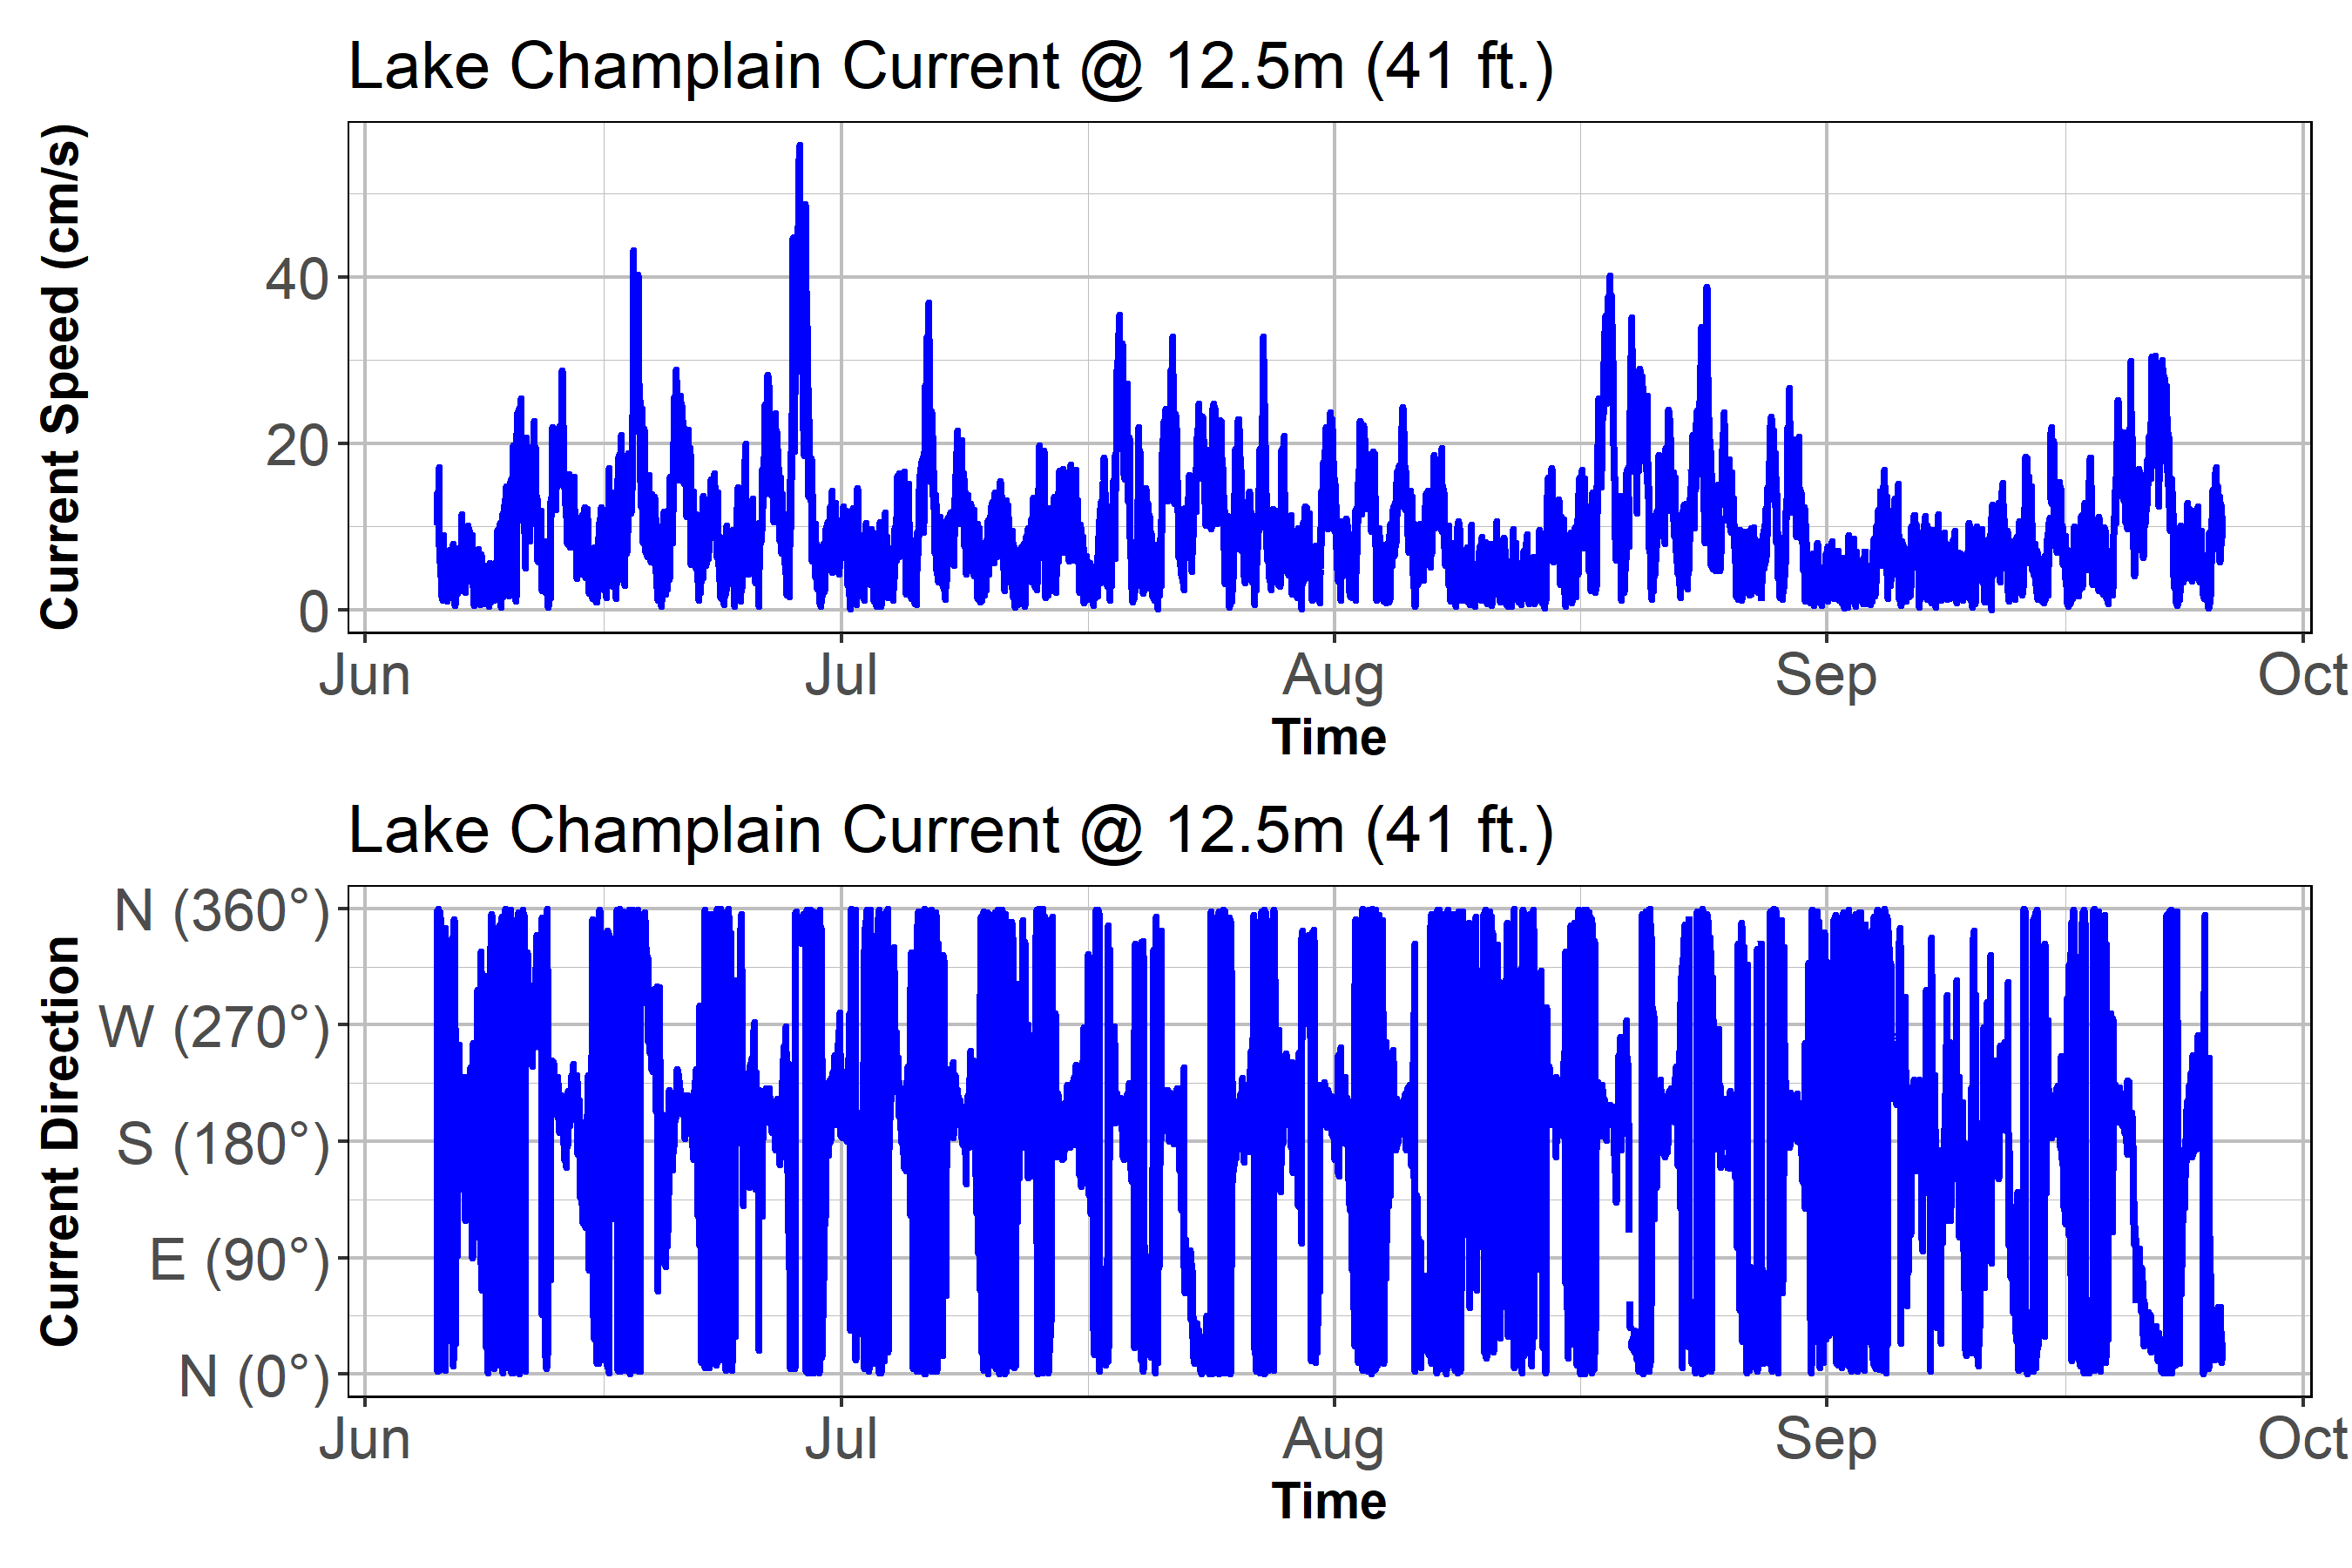 Lake Champlain Current @ 12.5m (41 ft.)
Current Speed (cm/s)
40
20
0
Jun Jul Aug Sep Oct
Time
Lake Champlain Current @ 12.5m (41 ft.)
Current Direction
N (360°)
W (270°)
S (180°)
E (90°)
N (0°)
Jun Jul Aug Sep Oct
Time